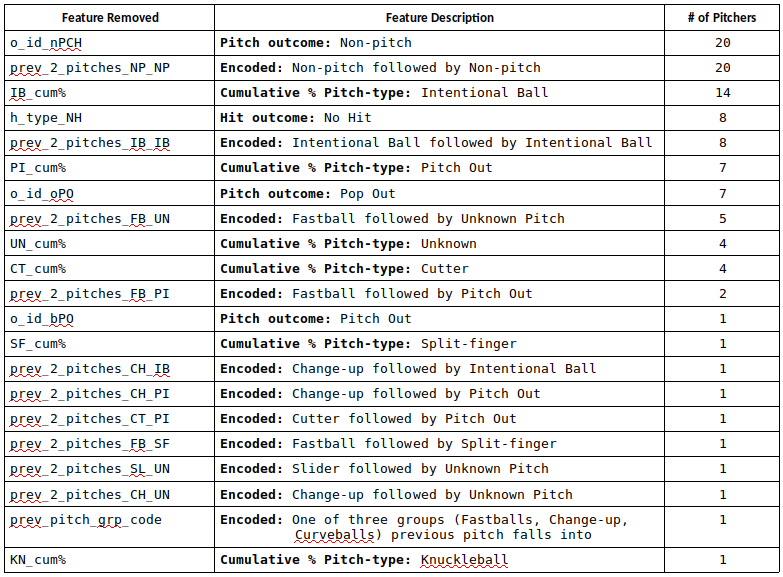 Feature Removed Feature Description # of Pitchers
o_id_nPCH Pitch outcome: Non-pitch 20
prev_2_pitches_NP_NP Encoded: Non-pitch followed by Non-pitch 20
IB_cum% Cumulative % Pitch-type: Intentional Ball 14
h_type_NH Hit outcome: No Hit 8
prev_2_pitches_IB_IB Encoded: Intentional Ball followed by Intentional Ball 8
PI_cum% Cumulative % Pitch-type: Pitch Out 7
o_id_oPO Pitch outcome: Pop Out 7
prev_2_pitches_FB_UN Encoded: Fastball followed by Unknown Pitch 5
UN_cum% Cumulative % Pitch-type: Unknown 4
CT_cum% Cumulative % Pitch-type: Cutter 4
prev_2_pitches_FB_PI Encoded: Fastball followed by Pitch Out 2
o_id_bPO Pitch outcome: Pitch Out 1
SF_cum% Cumulative % Pitch-type: Split-finger 1
prev_2_pitches_CH_IB Encoded: Change-up followed by Intentional Ball 1
prev_2_pitches_CH_PI Encoded: Change-up followed by Pitch Out 1
prev_2_pitches_CT_PI Encoded: Cutter followed by Pitch Out 1
prev_2_pitches_FB_SF Encoded: Fastball followed by Split-finger 1
prev_2_pitches_SL_UN Encoded: Slider followed by Unknown Pitch 1
prev_2_pitches_CH_UN Encoded: Change-up followed by Unknown Pitch 1
prev_pitch_grp_code Encoded: One of three groups (Fastballs, Change-up, 1
Curveballs) previous pitch falls into
KN_cum% Cumulative % Pitch-type: Knuckleball 1